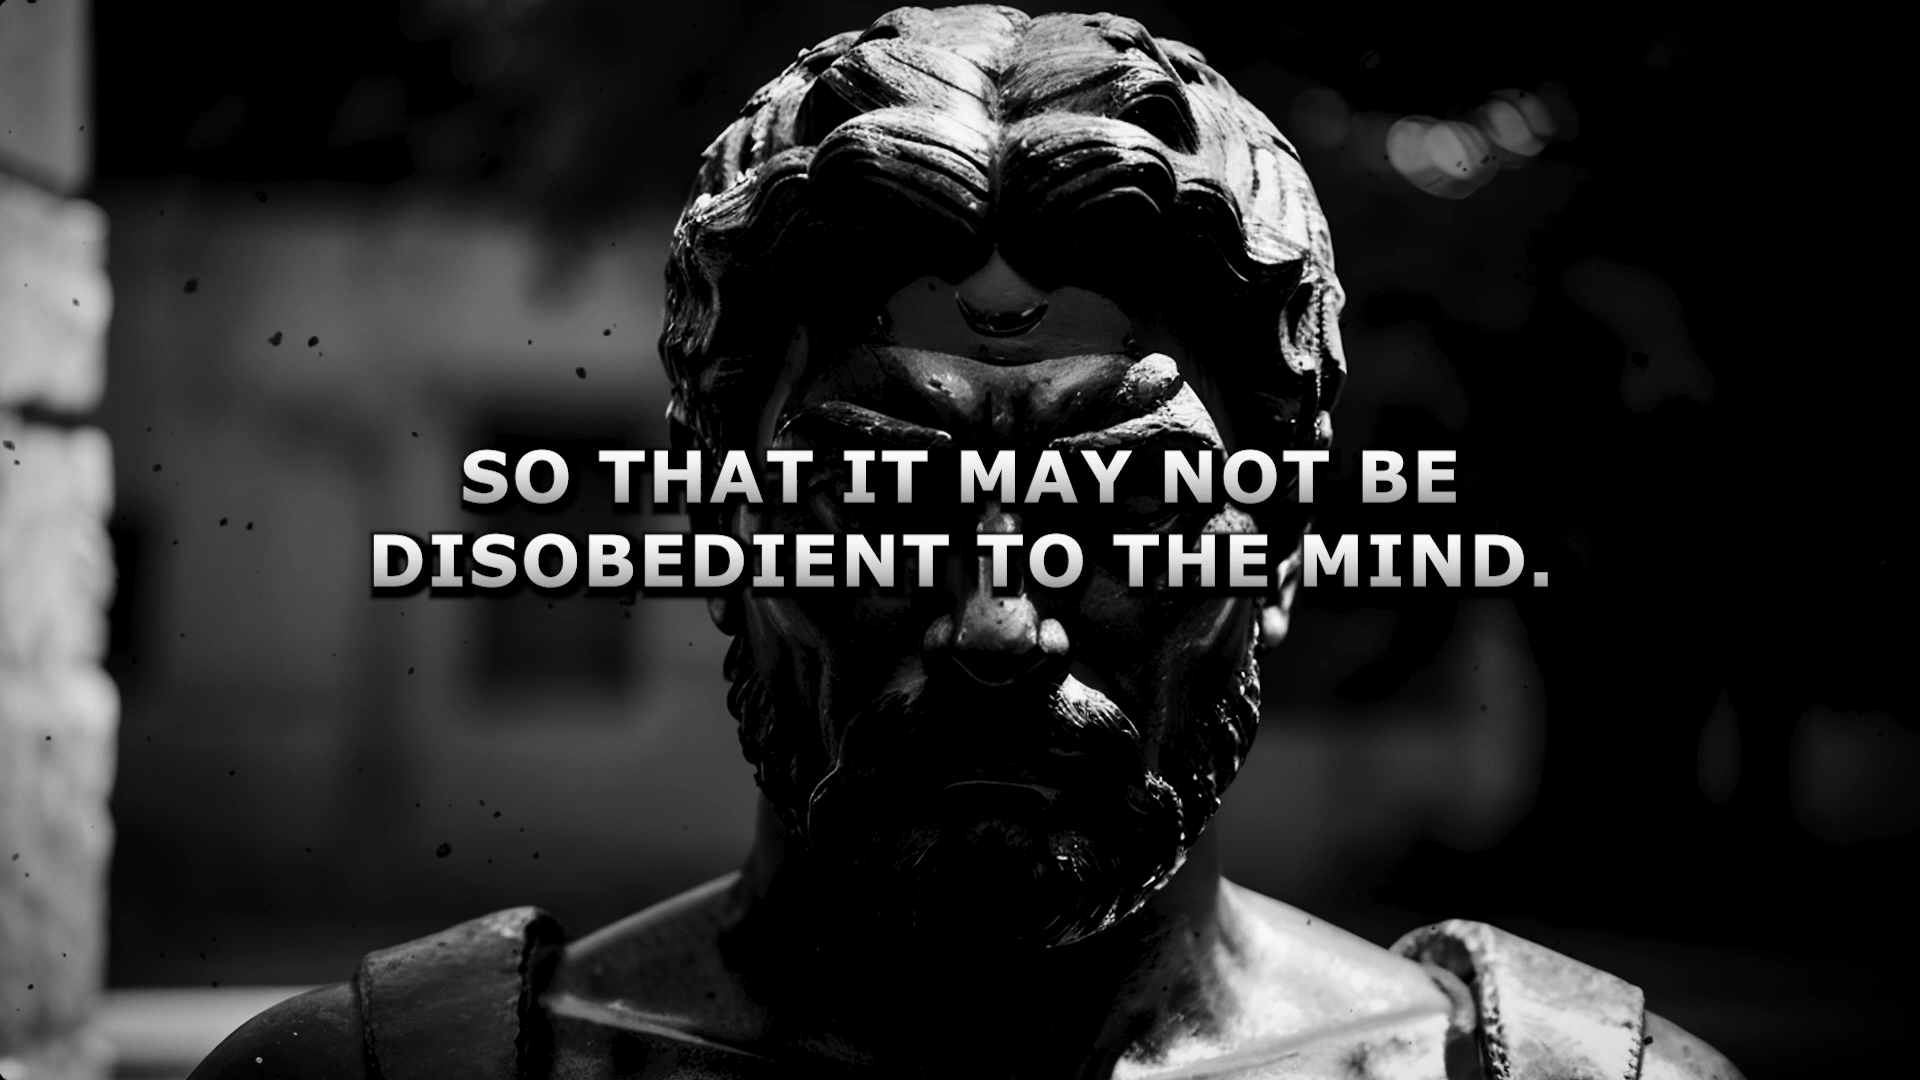 SO THAT IT MAY NOT BE
DISOBEDIENT TO THE MIND.